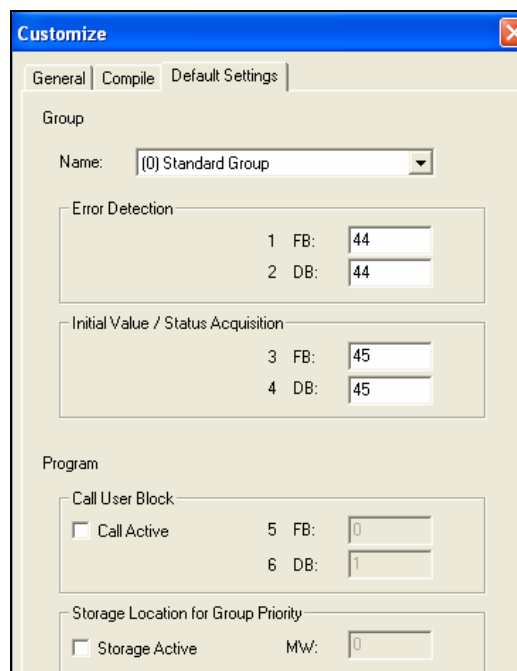 Customize
General Compile Default Settings
Group
Name: (0) Standard Group
Error Detection
1 FB: 44
2 DB: 44
Initial Value / Status Acquisition
3 FB: 45
4 DB: 45
Program
Call User Block
Call Active 5 FB: 0
6 DB: 1
Storage Location for Group Priority
Storage Active MW: 0